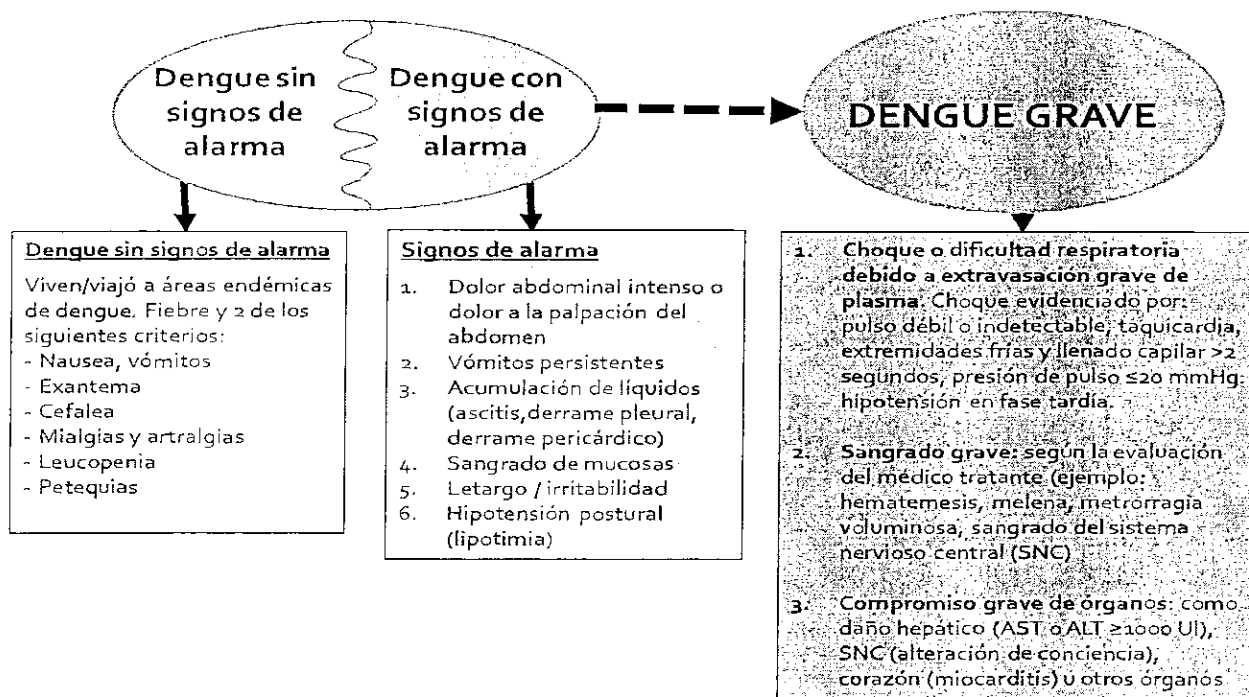 Dengue sin
signos de
alarma
Dengue con
signos de
alarma
DENGUE GRAVE
Dengue sin signos de alarma
Viven/viajó a áreas endémicas
de dengue. Fiebre y 2 de los
siguientes criterios:
- Nausea, vómitos
- Exantema
- Cefalea
- Mialgias y artralgias
- Leucopenia
- Petequias
Signos de alarma
1. Dolor abdominal intenso o
dolor a la palpación del
abdomen
2. Vómitos persistentes
3. Acumulación de líquidos
(ascitis,derrame pleural,
derrame pericárdico)
4. Sangrado de mucosas
5. Letargo / irritabilidad
6. Hipotensión postural
(lipotimia)
1. Choque o dificultad respiratoria
debido a extravasación grave de
plasma. Choque evidenciado por:
pulso débil o indetectable, taquicardia,
extremidades frías y llenado capilar >2
segundos, presión de pulso ≤20 mmHg:
hipotensión en fase tardía.
2. Sangrado grave: según la evaluación
del médico tratante (ejemplo:
hematemesis, melena, metrorragia
voluminosa, sangrado del sistema
nervioso central (SNC)
3. Compromiso grave de órganos: como
daño hepático (AST o ALT ≥1000 UI),
SNC (alteración de conciencia),
corazón (miocarditis) u otros órganos